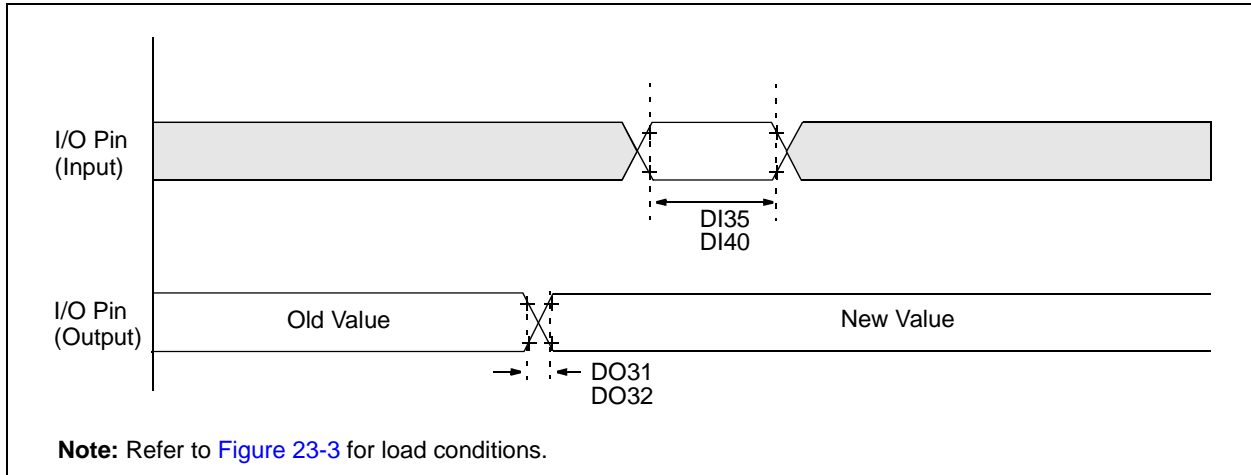 I/O Pin
(Input)
DI35
DI40
I/O Pin
(Output)
Old Value
New Value
DO31
DO32
Note: Refer to Figure 23-3 for load conditions.